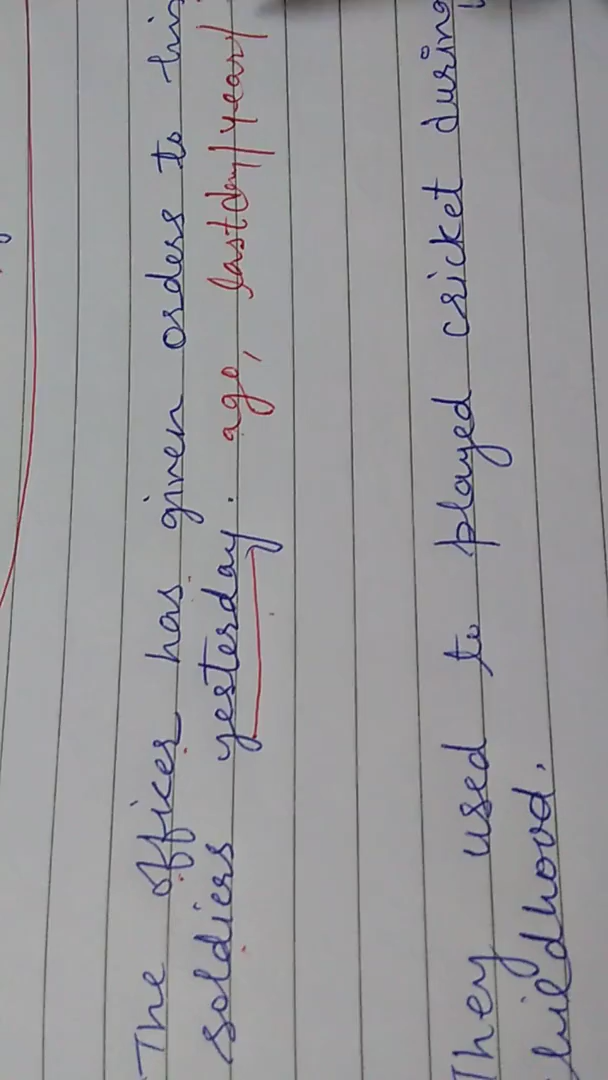 The officer has given orders to his
soldiers yesterday. ago, last day/year/
They used to played cricket during
childhood.